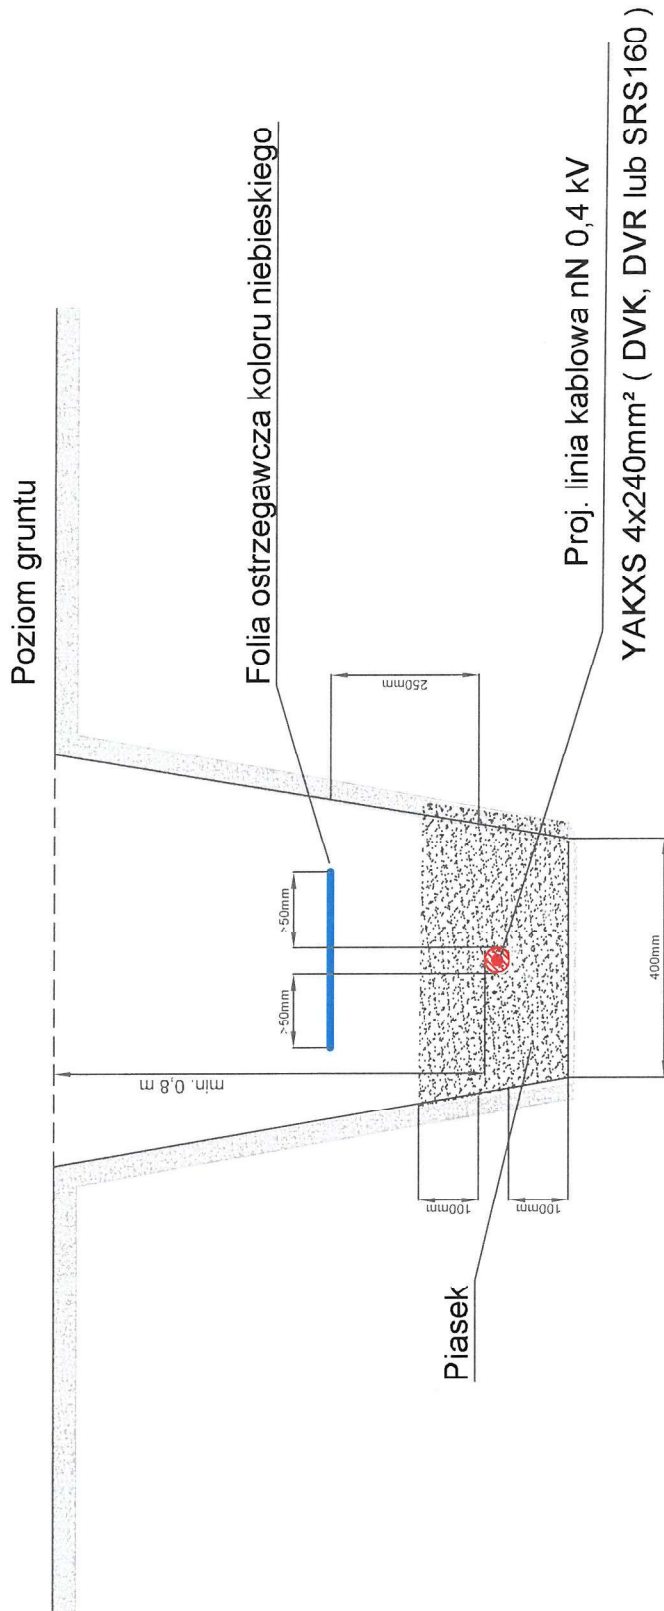 Poziom gruntu
Folia ostrzegawcza koloru niebieskiego
>50mm
>50mm
min. 0,8 m
250mm
100mm
100mm
Piasek
400mm
Proj. linia kablowa nN 0,4 kV
YAKXS 4x240mm² ( DVK, DVR lub SRS160 )